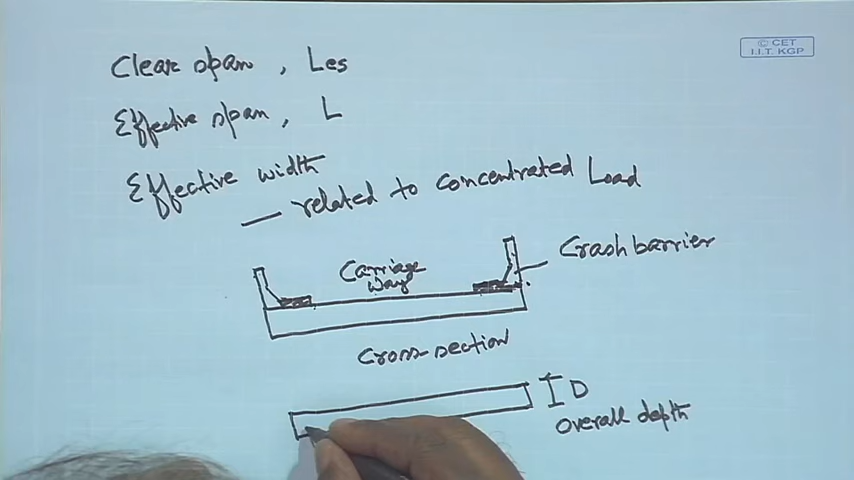 © CET
I.I.T. KGP
Clear span, Les
Effective span, L
Effective width
— related to concentrated Load
Carriage
way
Crash barrier
Cross-section
D
overall depth